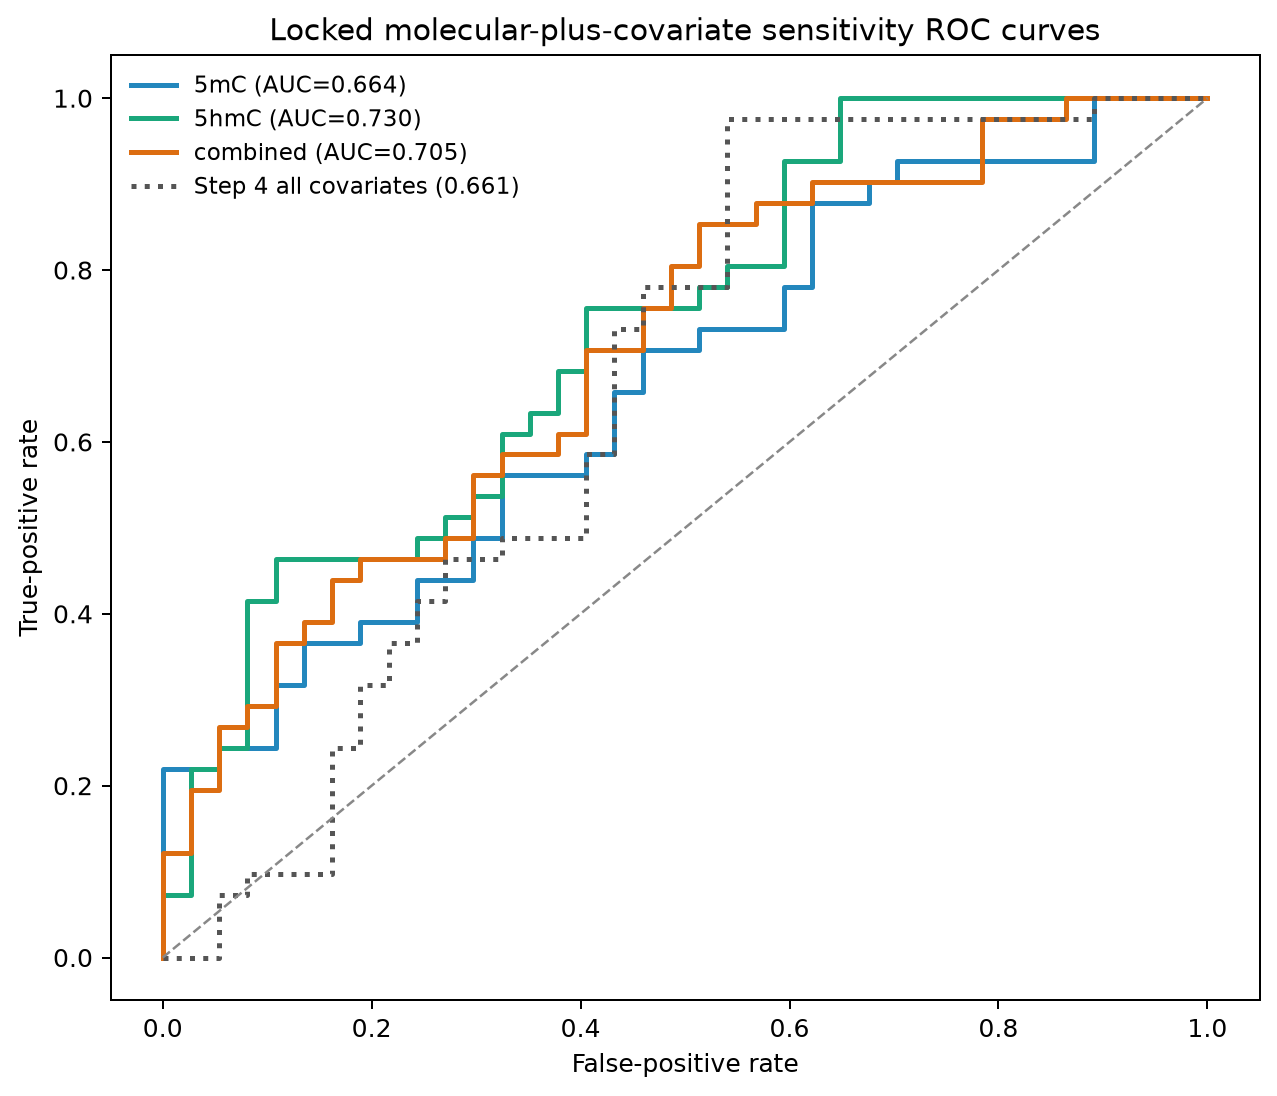 Locked molecular-plus-covariate sensitivity ROC curves
5mC (AUC=0.664)
5hmC (AUC=0.730)
combined (AUC=0.705)
Step 4 all covariates (0.661)
True-positive rate
1.0
0.8
0.6
0.4
0.2
0.0
0.0 0.2 0.4 0.6 0.8 1.0
False-positive rate